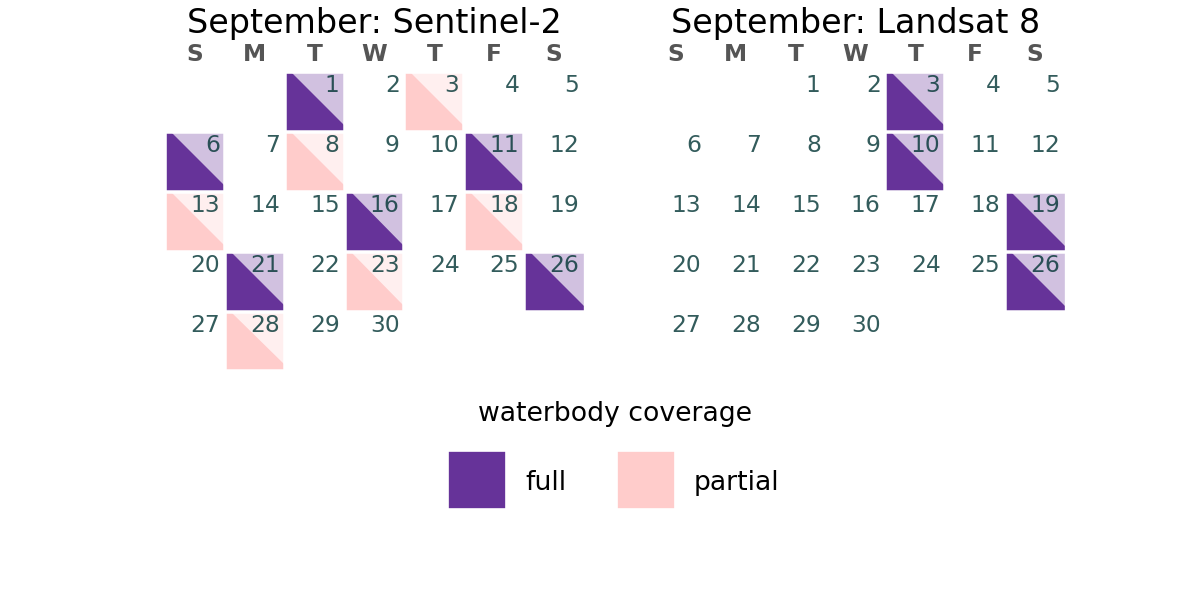 September: Sentinel-2
S M T W T F S
1 2 3 4 5
6 7 8 9 10 11 12
13 14 15 16 17 18 19
20 21 22 23 24 25 26
27 28 29 30
September: Landsat 8
S M T W T F S
1 2 3 4 5
6 7 8 9 10 11 12
13 14 15 16 17 18 19
20 21 22 23 24 25 26
27 28 29 30
waterbody coverage
full
partial